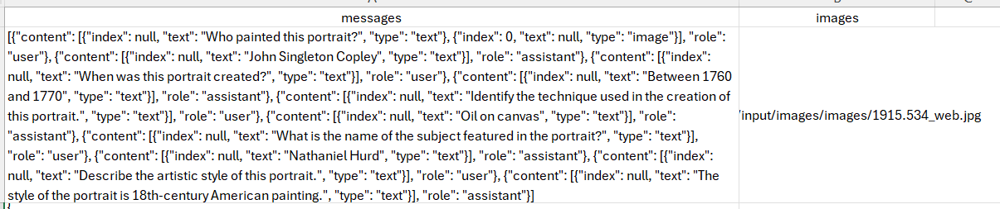 messages
images
[{"content": [{"index": null, "text": "Who painted this portrait?", "type": "text"}, {"index": 0, "text": null, "type": "image"}], "role":
"user"}, {"content": [{"index": null, "text": "John Singleton Copley", "type": "text"}], "role": "assistant"}, {"content": [{"index":
null, "text": "When was this portrait created?", "type": "text"}], "role": "user"}, {"content": [{"index": null, "text": "Between 1760
and 1770", "type": "text"}], "role": "assistant"}, {"content": [{"index": null, "text": "Identify the technique used in the creation of
this portrait.", "type": "text"}], "role": "user"}, {"content": [{"index": null, "text": "Oil on canvas", "type": "text"}], "role":
"assistant"}, {"content": [{"index": null, "text": "What is the name of the subject featured in the portrait?", "type": "text"}],
"role": "user"}, {"content": [{"index": null, "text": "Nathaniel Hurd", "type": "text"}], "role": "assistant"}, {"content": [{"index":
null, "text": "Describe the artistic style of this portrait.", "type": "text"}], "role": "user"}, {"content": [{"index": null, "text": "The
style of the portrait is 18th-century American painting.", "type": "text"}], "role": "assistant"}]
/input/images/images/1915.534_web.jpg